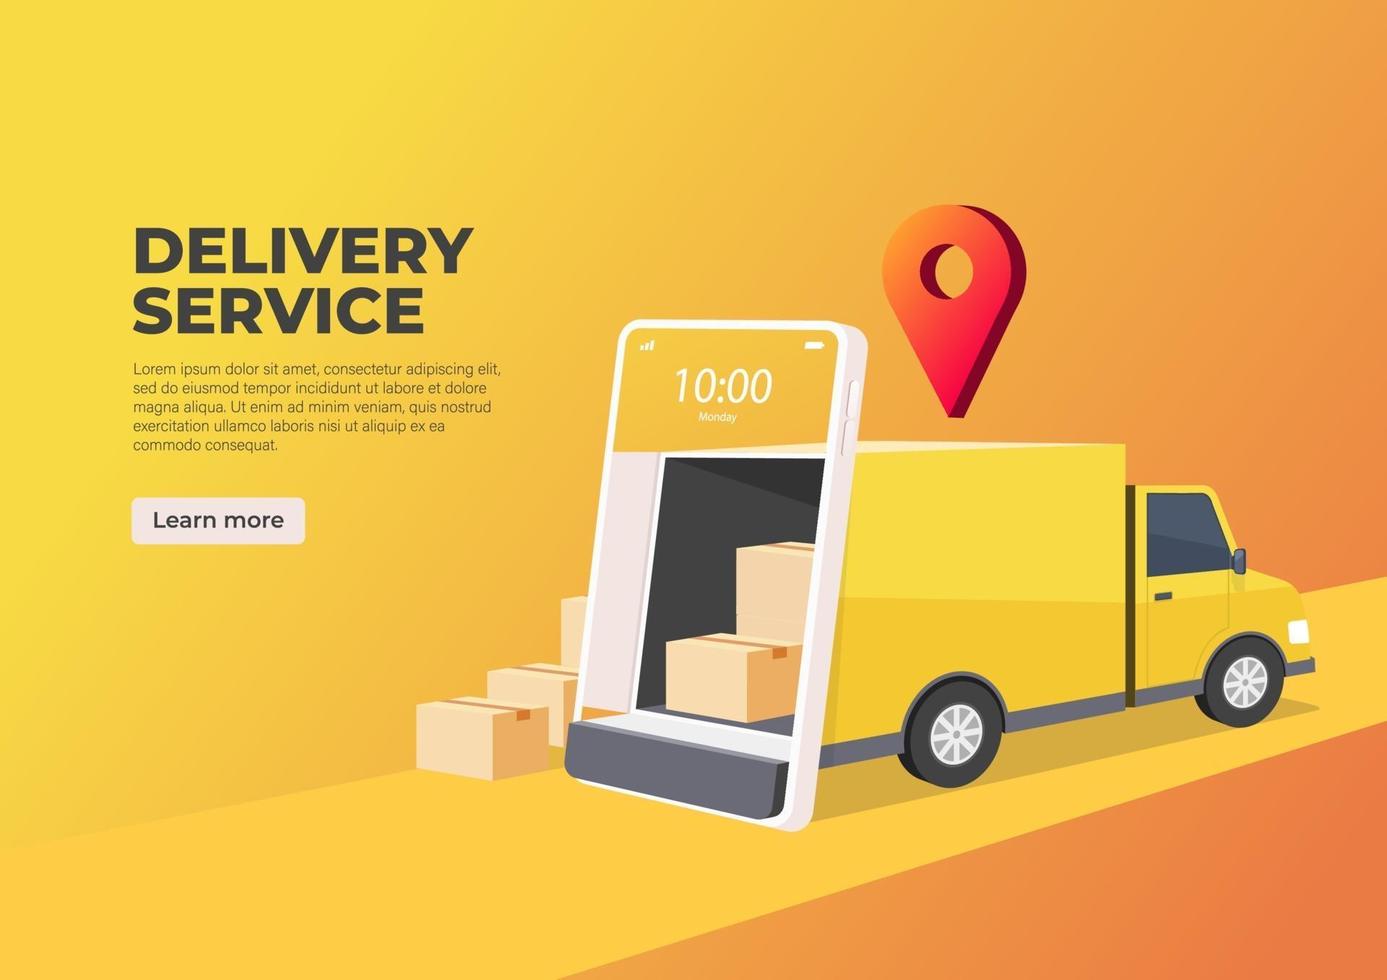 DELIVERY
SERVICE
Lorem ipsum dolor sit amet, consectetur adipiscing elit,
sed do eiusmod tempor incididunt ut labore et dolore
magna aliqua. Ut enim ad minim veniam, quis nostrud
exercitation ullamco laboris nisi ut aliquip ex ea
commodo consequat.
Learn more
10:00
Monday